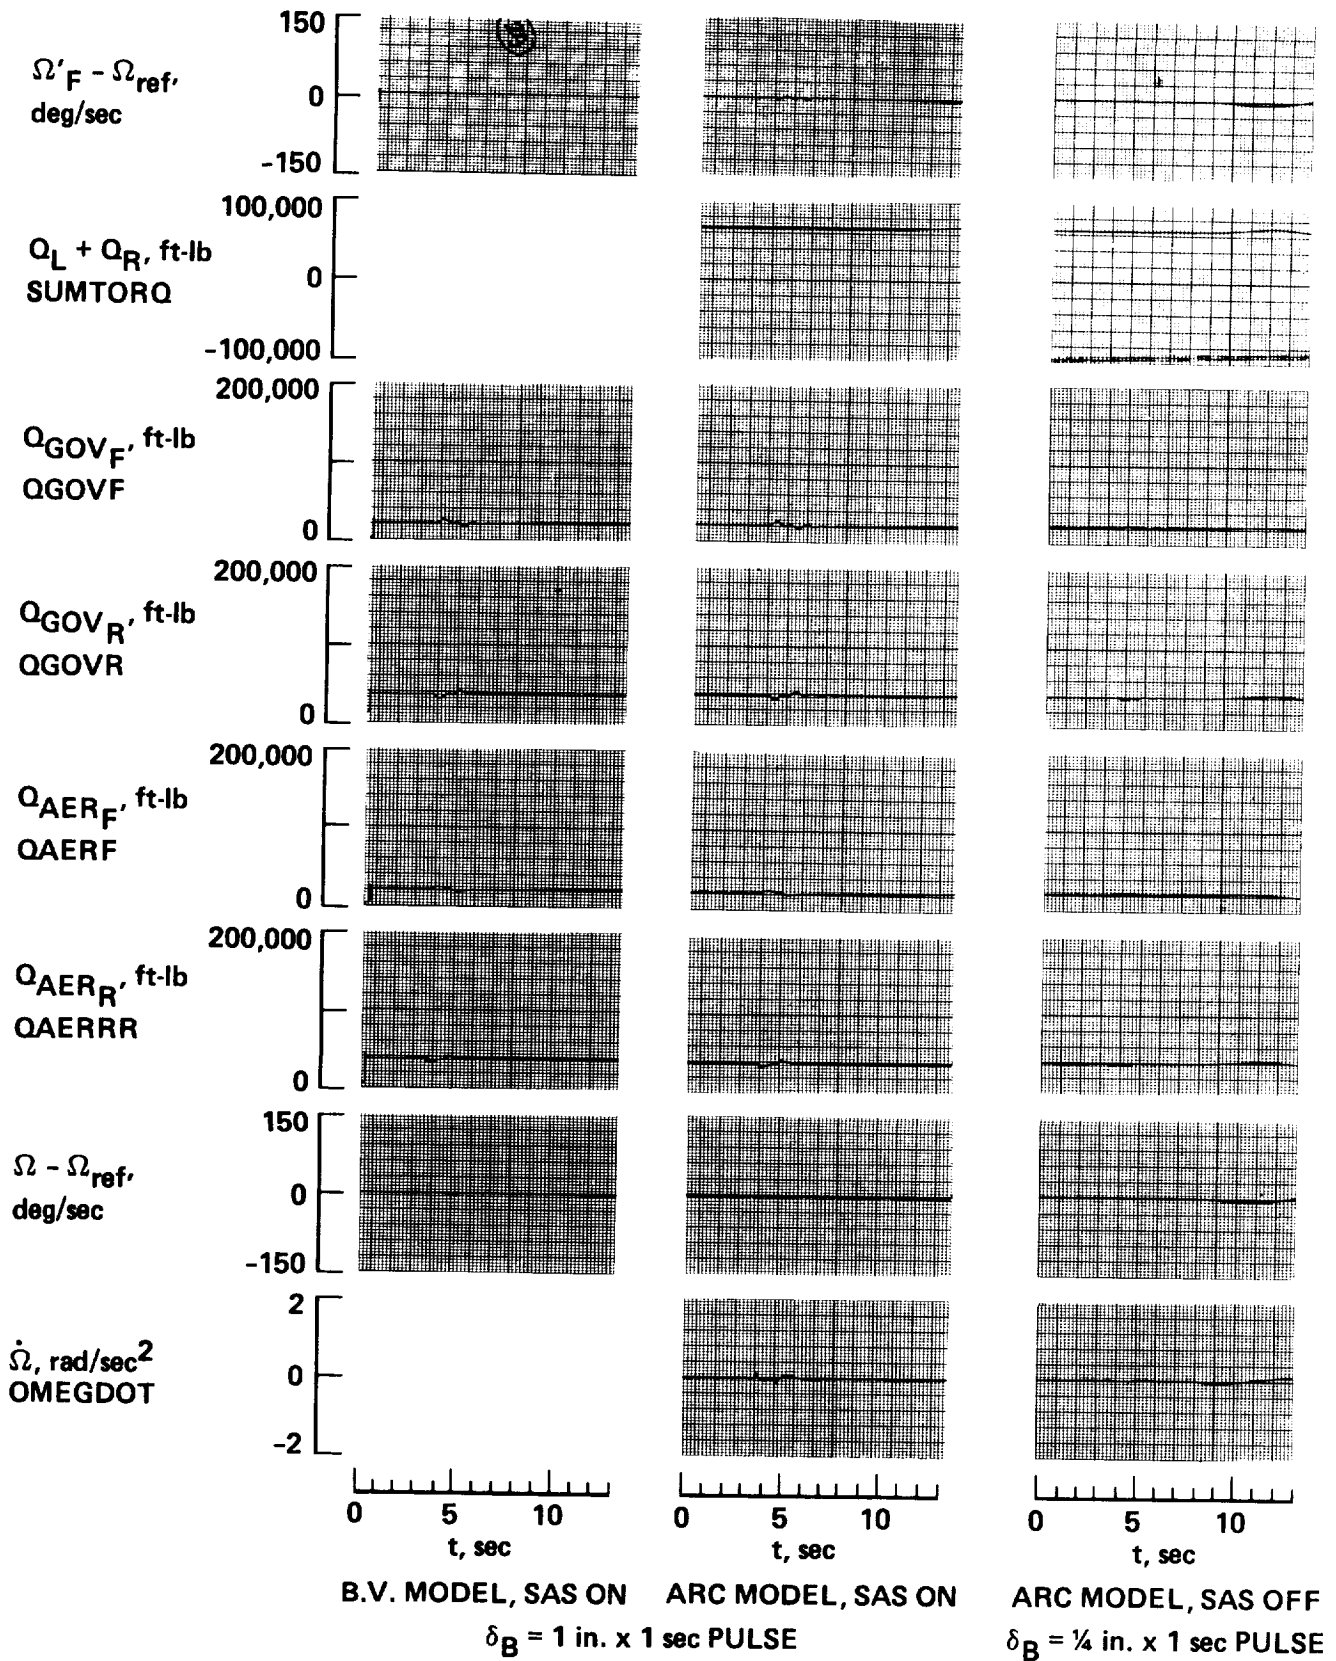 150
Ω'F - Ωref,
deg/sec
0
-150
100,000
QL + QR, ft-lb
SUMTORQ
0
-100,000
200,000
QGOVF, ft-lb
QGOVF
0
200,000
QGOVR, ft-lb
QGOVR
0
200,000
QAERF, ft-lb
QAERF
0
200,000
QAERR, ft-lb
QAERRR
0
150
Ω - Ωref,
deg/sec
0
-150
2
Ω̇, rad/sec2
OMEGDOT
0
-2
0 5 10 0 5 10 0 5 10
t, sec t, sec t, sec
B.V. MODEL, SAS ON ARC MODEL, SAS ON ARC MODEL, SAS OFF
δB = 1 in. x 1 sec PULSE δB = ¼ in. x 1 sec PULSE